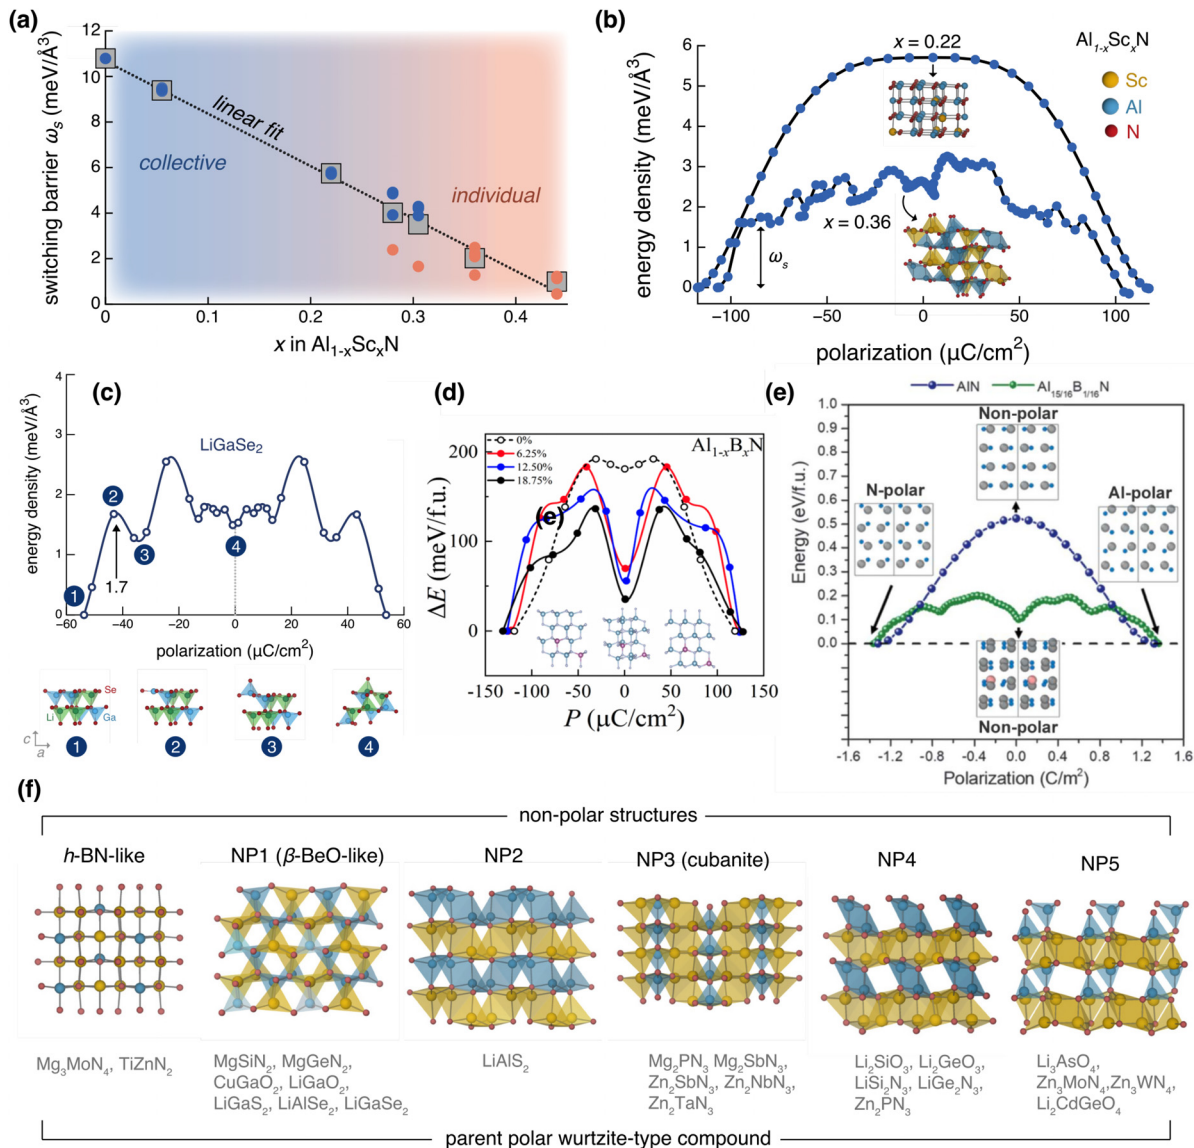 (a)
12
10
8
6
4
2
0
switching barrier ωs (meV/Å³)
linear fit
collective
individual
0
0.1
0.2
0.3
0.4
x in Al₁₋ₓScₓN
(b)
6
5
4
3
2
1
0
energy density (meV/Å³)
x = 0.22
x = 0.36
ωs
Al₁₋ₓScₓN
Sc
Al
N
−100
−50
0
50
100
polarization (μC/cm²)
(c)
4
3
2
1
0
energy density (meV/Å³)
LiGaSe₂
1
2
3
4
1.7
−60
−40
−20
0
20
40
60
polarization (μC/cm²)
Se
Li
Ga
c
a
1
2
3
4
(d)
200
100
0
ΔE (meV/f.u.)
0%
6.25%
12.50%
18.75%
Al₁₋ₓBₓN
(e)
-150
-100
-50
0
50
100
150
P (μC/cm²)
(e)
AlN
Al₁₅/₁₆B₁/₁₆N
1.0
0.9
0.8
0.7
0.6
0.5
0.4
0.3
0.2
0.1
0.0
Energy (eV/f.u.)
Non-polar
N-polar
Al-polar
Non-polar
-1.6
-1.2
-0.8
-0.4
0.0
0.4
0.8
1.2
1.6
Polarization (C/m²)
(f)
non-polar structures
h-BN-like
NP1 (β-BeO-like)
NP2
NP3 (cubanite)
NP4
NP5
Mg₃MoN₄, TiZnN₂
MgSiN₂, MgGeN₂,
CuGaO₂, LiGaO₂,
LiGaS₂, LiAlSe₂, LiGaSe₂
LiAlS₂
Mg₂PN₃ Mg₂SbN₃,
Zn₂SbN₃, Zn₂NbN₃,
Zn₂TaN₃
Li₂SiO₃, Li₂GeO₃,
LiSi₂N₃, LiGe₂N₃,
Zn₂PN₃
Li₃AsO₄,
Zn₃MoN₄,Zn₃WN₄,
Li₂CdGeO₄
parent polar wurtzite-type compound